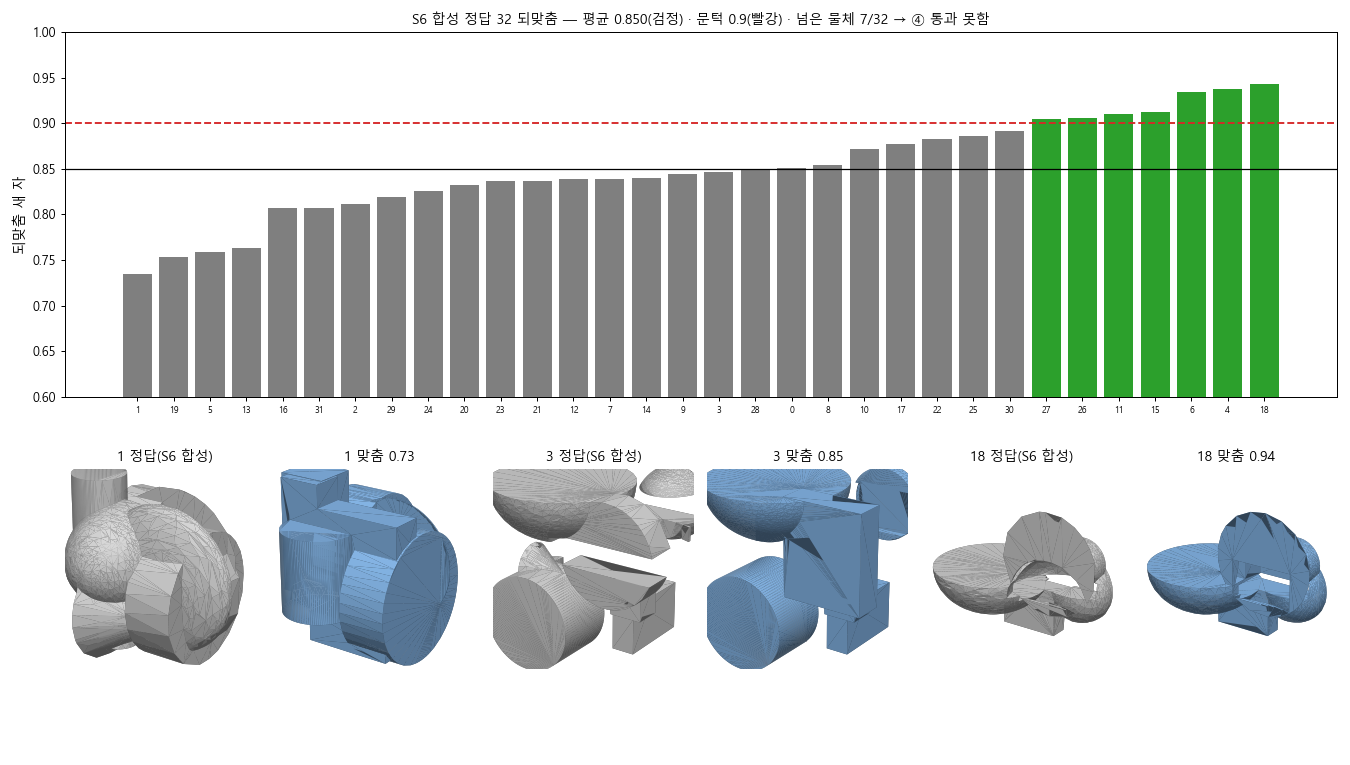 S6 합성 정답 32 되맞춤 — 평균 0.850(검정) · 문턱 0.9(빨강) · 넘은 물체 7/32 → ④ 통과 못함
되맞춤 새 자
1.00
0.95
0.90
0.85
0.80
0.75
0.70
0.65
0.60
1 19 5 13 16 31 2 29 24 20 23 21 12 7 14 9 3 28 0 8 10 17 22 25 30 27 26 11 15 6 4 18
1 정답(S6 합성) 1 맞춤 0.73 3 정답(S6 합성) 3 맞춤 0.85 18 정답(S6 합성) 18 맞춤 0.94